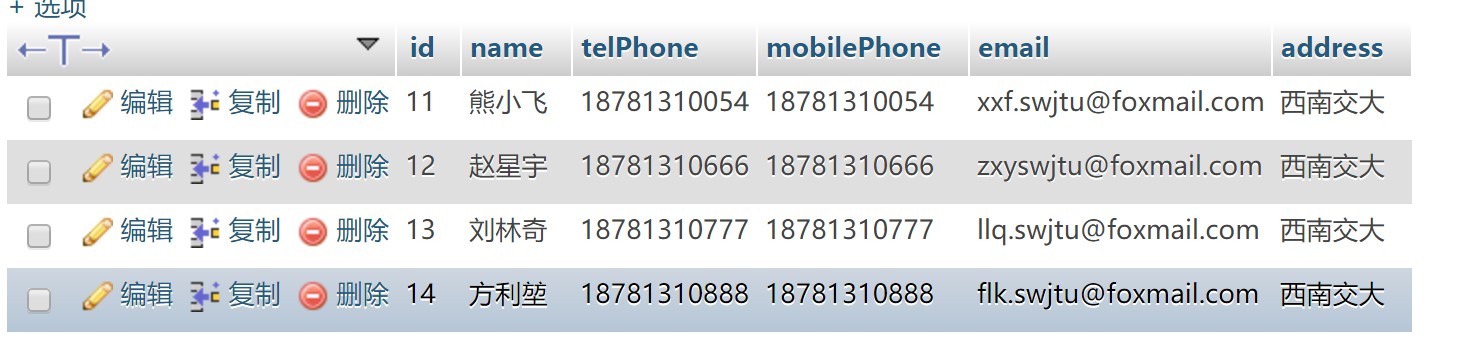 + 选项
←T→ id name telPhone mobilePhone email address
编辑 复制 删除 11 熊小飞 18781310054 18781310054 xxf.swjtu@foxmail.com 西南交大
编辑 复制 删除 12 赵星宇 18781310666 18781310666 zxyswjtu@foxmail.com 西南交大
编辑 复制 删除 13 刘林奇 18781310777 18781310777 llq.swjtu@foxmail.com 西南交大
编辑 复制 删除 14 方利堃 18781310888 18781310888 flk.swjtu@foxmail.com 西南交大